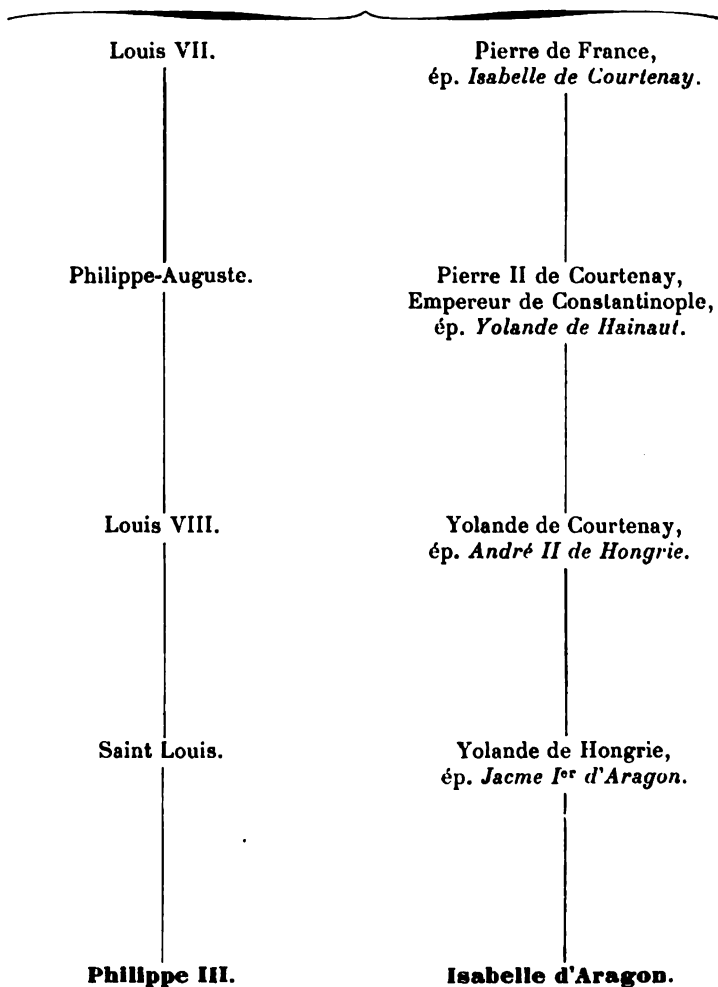 Louis VII.
Pierre de France,
ép. Isabelle de Courtenay.
Philippe-Auguste.
Pierre II de Courtenay,
Empereur de Constantinople,
ép. Yolande de Hainaut.
Louis VIII.
Yolande de Courtenay,
ép. André II de Hongrie.
Saint Louis.
Yolande de Hongrie,
ép. Jacme Ier d'Aragon.
Philippe III.
Isabelle d'Aragon.